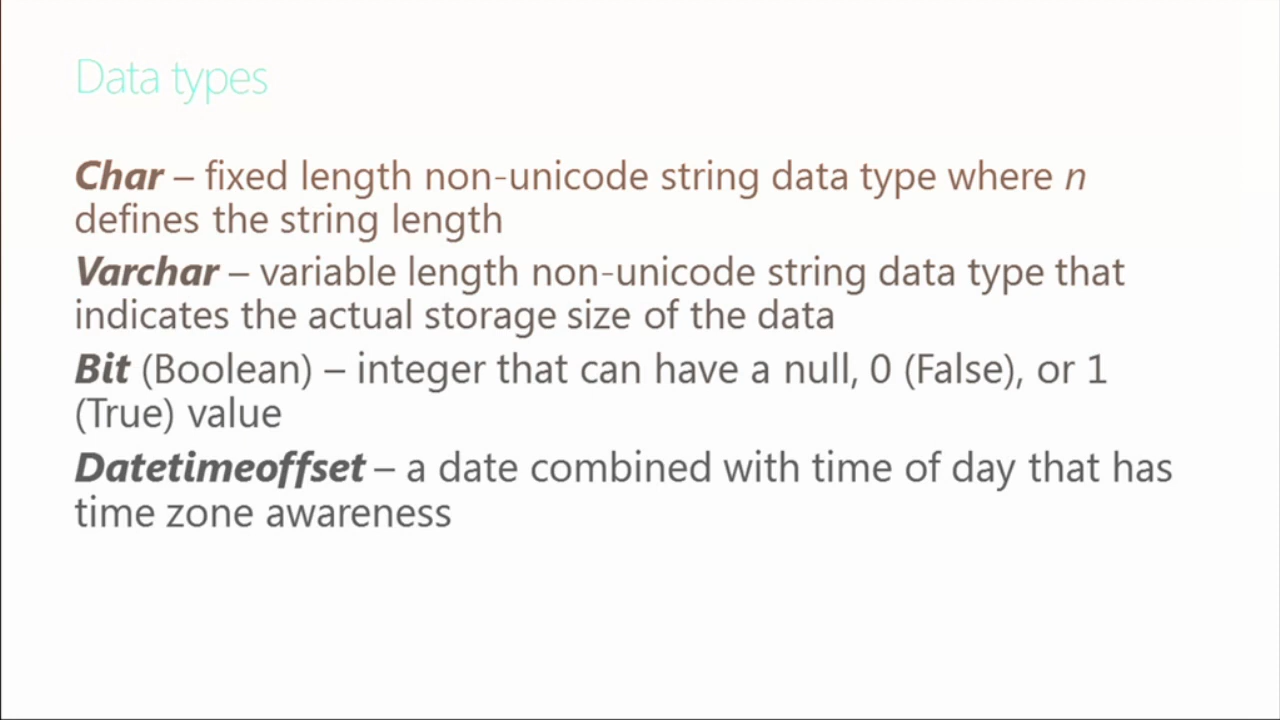 Data types
Char – fixed length non-unicode string data type where n
defines the string length
Varchar – variable length non-unicode string data type that
indicates the actual storage size of the data
Bit (Boolean) – integer that can have a null, 0 (False), or 1
(True) value
Datetimeoffset – a date combined with time of day that has
time zone awareness